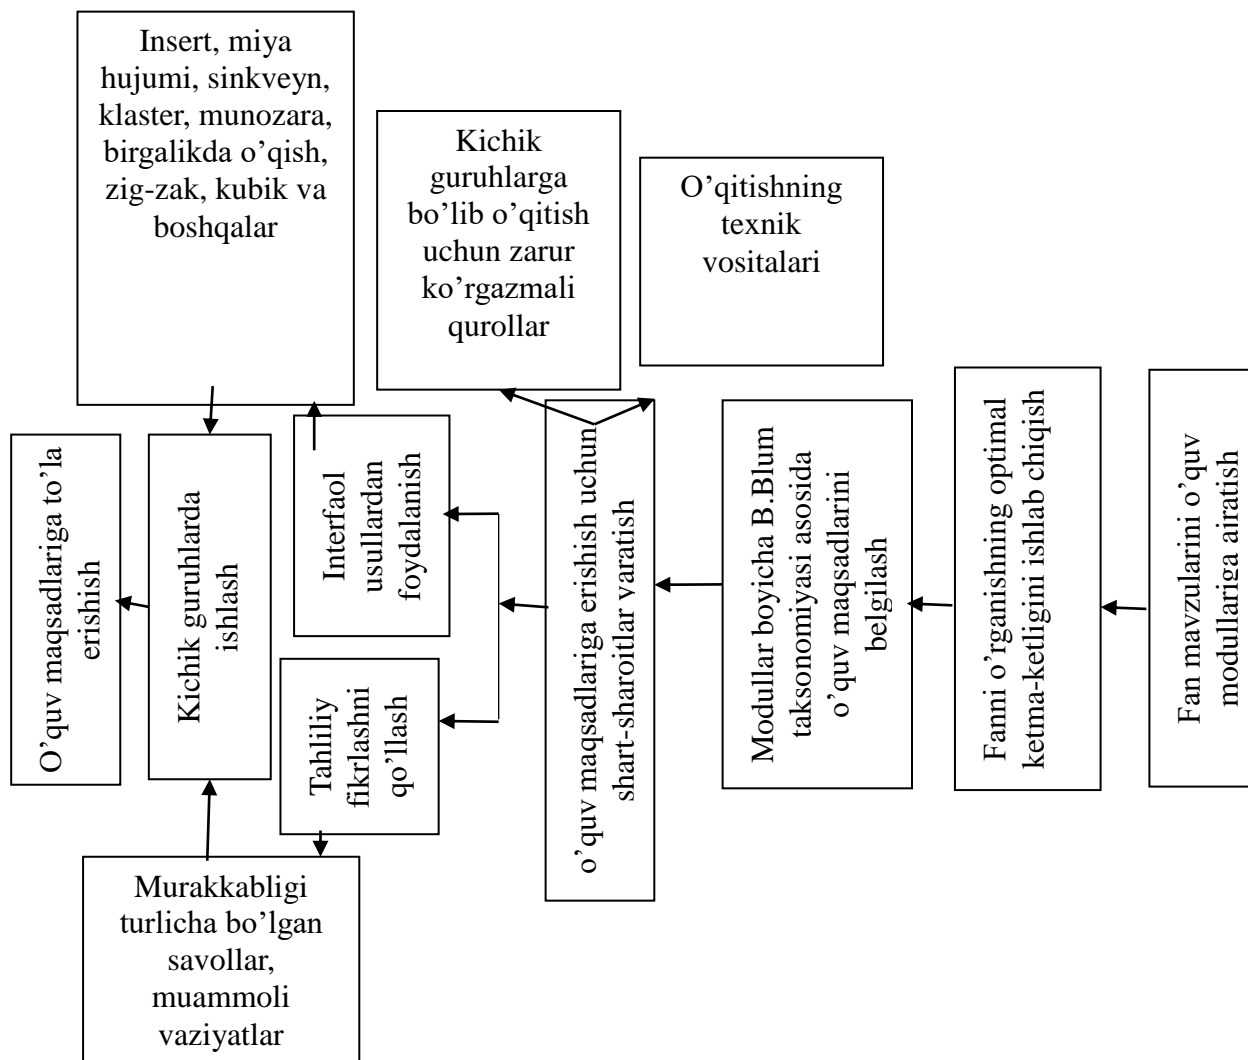 Insert, miya
hujumi, sinkveyn,
klaster, munozara,
birgalikda o’qish,
zig-zak, kubik va
boshqalar
Kichik
guruhlarga
bo’lib o’qitish
uchun zarur
ko’rgazmali
qurollar
O’qitishning
texnik
vositalari
O’quv maqsadlariga to’la
erishish
Kichik guruhlarda
ishlash
Interfaol
usullardan
foydalanish
Tahliliy
fikrlashni
qo’llash
o’quv maqsadlariga erishish uchun
shart-sharoitlar varatish
Modullar boyicha B.Blum
taksonomiyasi asosida
o’quv maqsadlarini
belgilash
Fanni o’rganishning optimal
ketma-ketligini ishlab chiqish
Fan mavzularini o’quv
modullariga airatish
Murakkabligi
turlicha bo’lgan
savollar,
muammoli
vaziyatlar